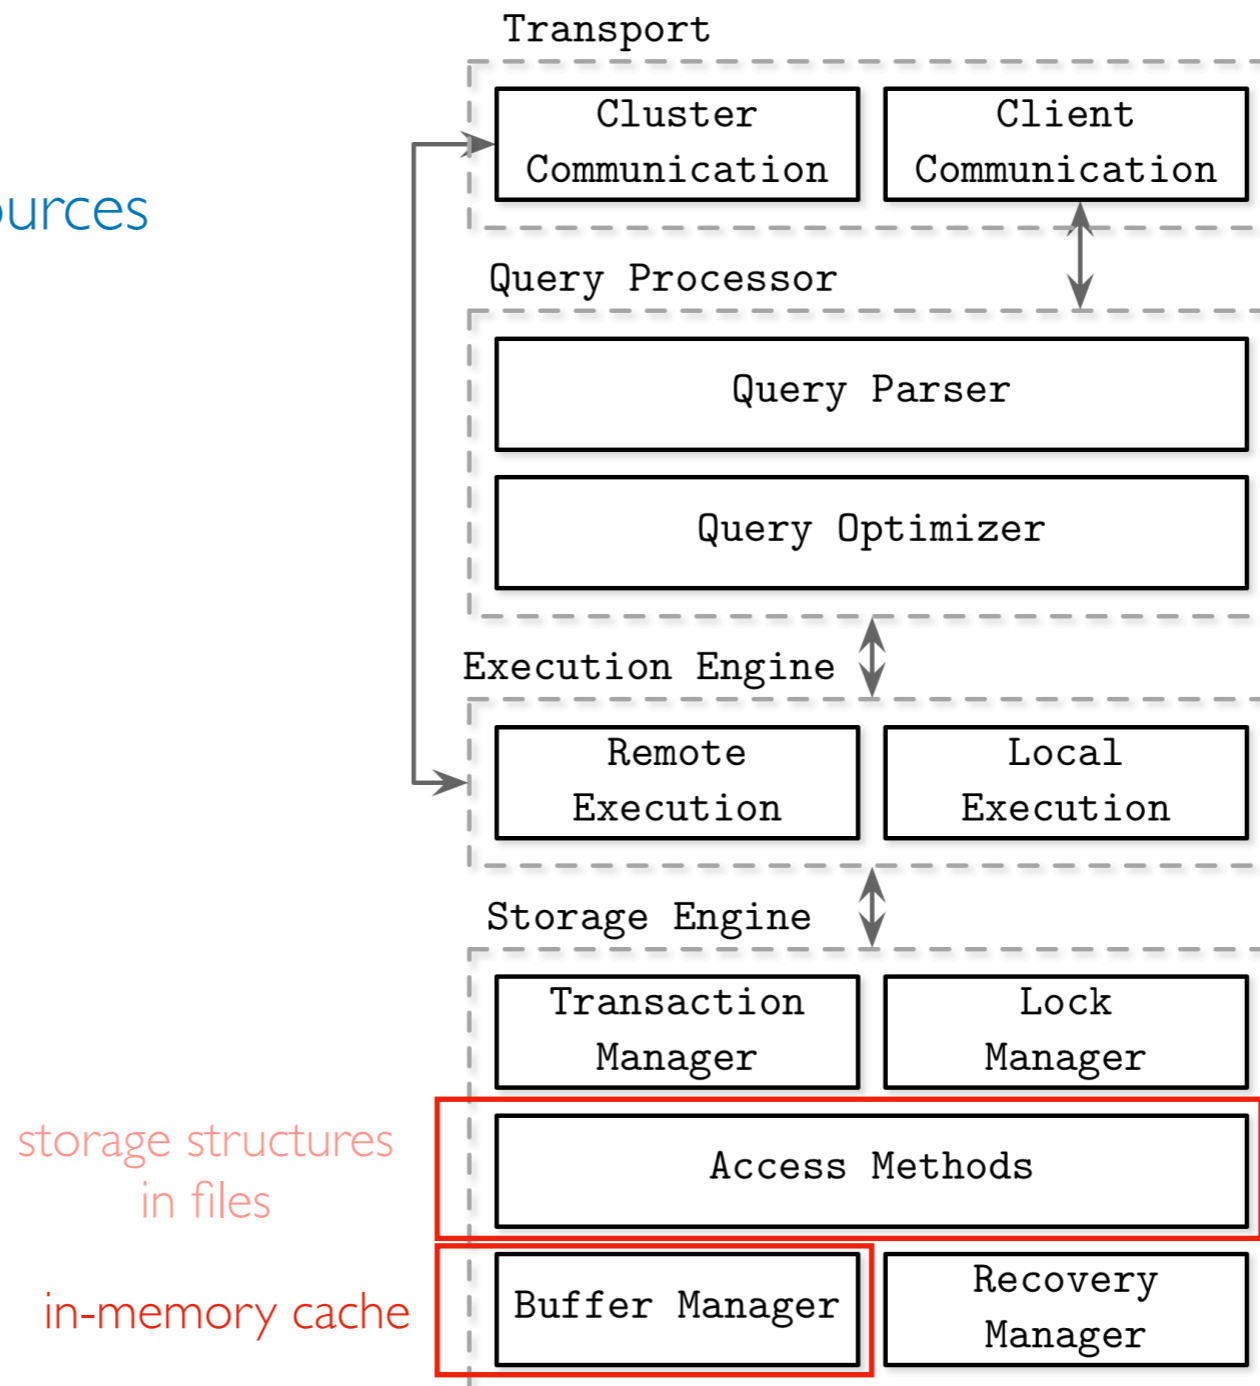 Transport
Cluster
Communication
Client
Communication
Query Processor
Query Parser
Query Optimizer
Execution Engine
Remote
Execution
Local
Execution
Storage Engine
Transaction
Manager
Lock
Manager
storage structures
in files
Access Methods
in-memory cache
Buffer Manager
Recovery
Manager